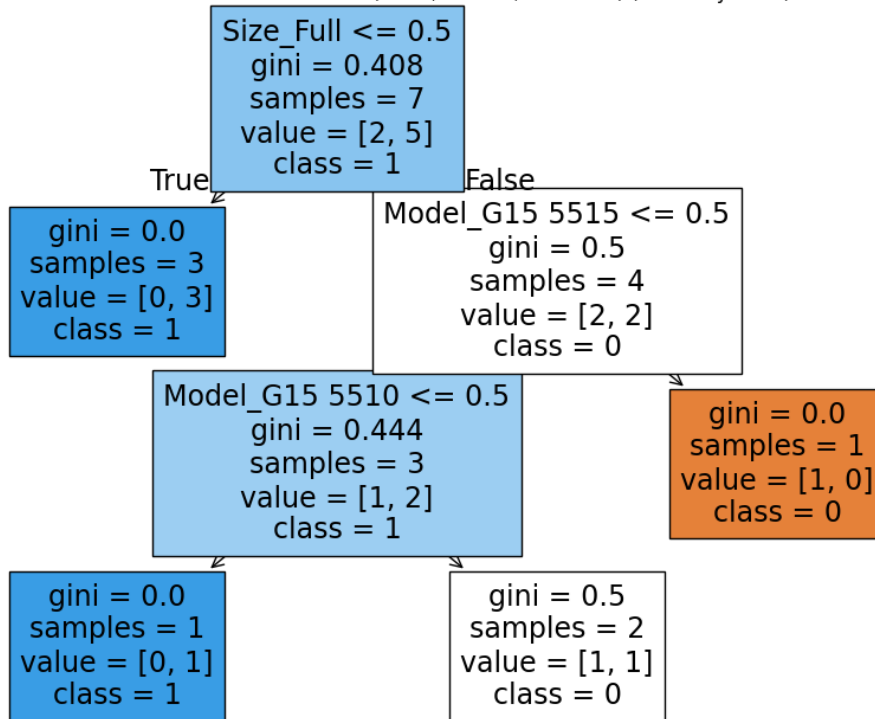 Size_Full <= 0.5
gini = 0.408
samples = 7
value = [2, 5]
class = 1
True
False
gini = 0.0
samples = 3
value = [0, 3]
class = 1
Model_G15 5515 <= 0.5
gini = 0.5
samples = 4
value = [2, 2]
class = 0
Model_G15 5510 <= 0.5
gini = 0.444
samples = 3
value = [1, 2]
class = 1
gini = 0.0
samples = 1
value = [1, 0]
class = 0
gini = 0.0
samples = 1
value = [0, 1]
class = 1
gini = 0.5
samples = 2
value = [1, 1]
class = 0